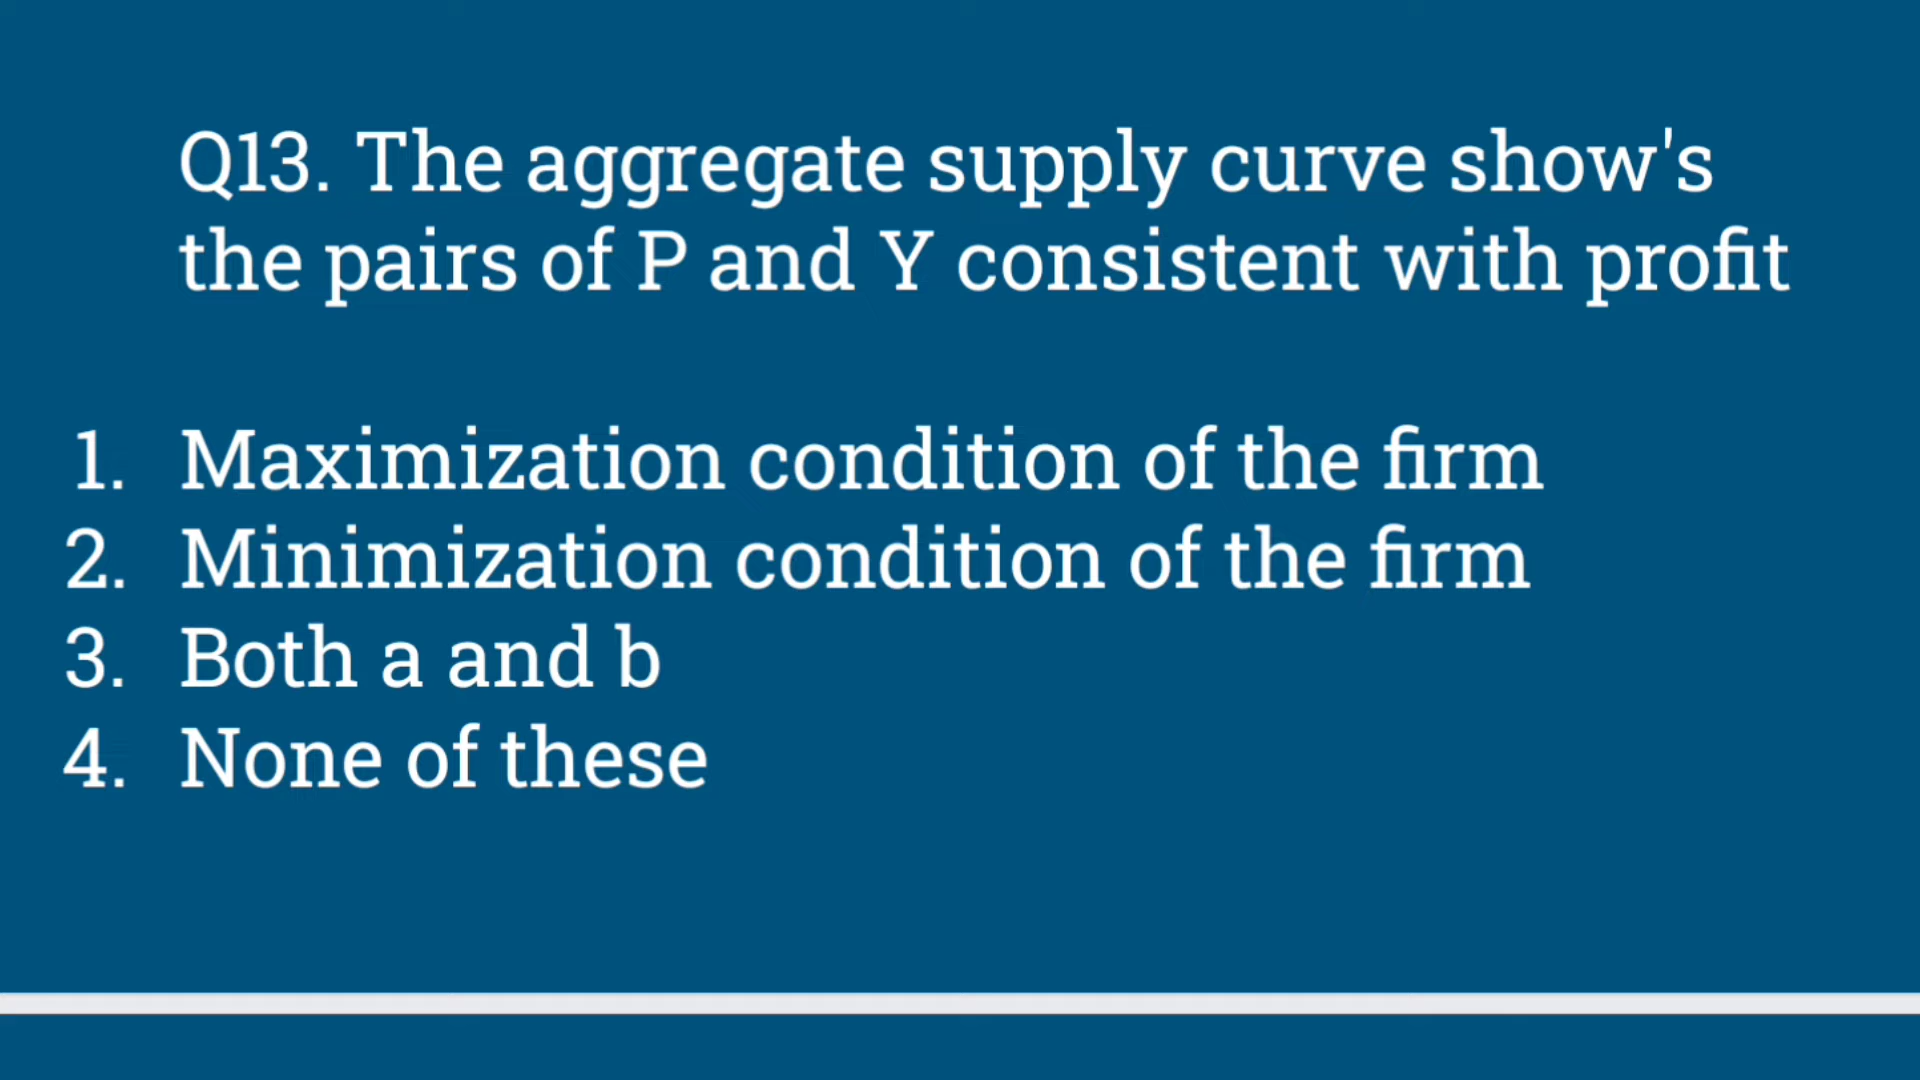 Q13. The aggregate supply curve show's
the pairs of P and Y consistent with profit
1. Maximization condition of the firm
2. Minimization condition of the firm
3. Both a and b
4. None of these